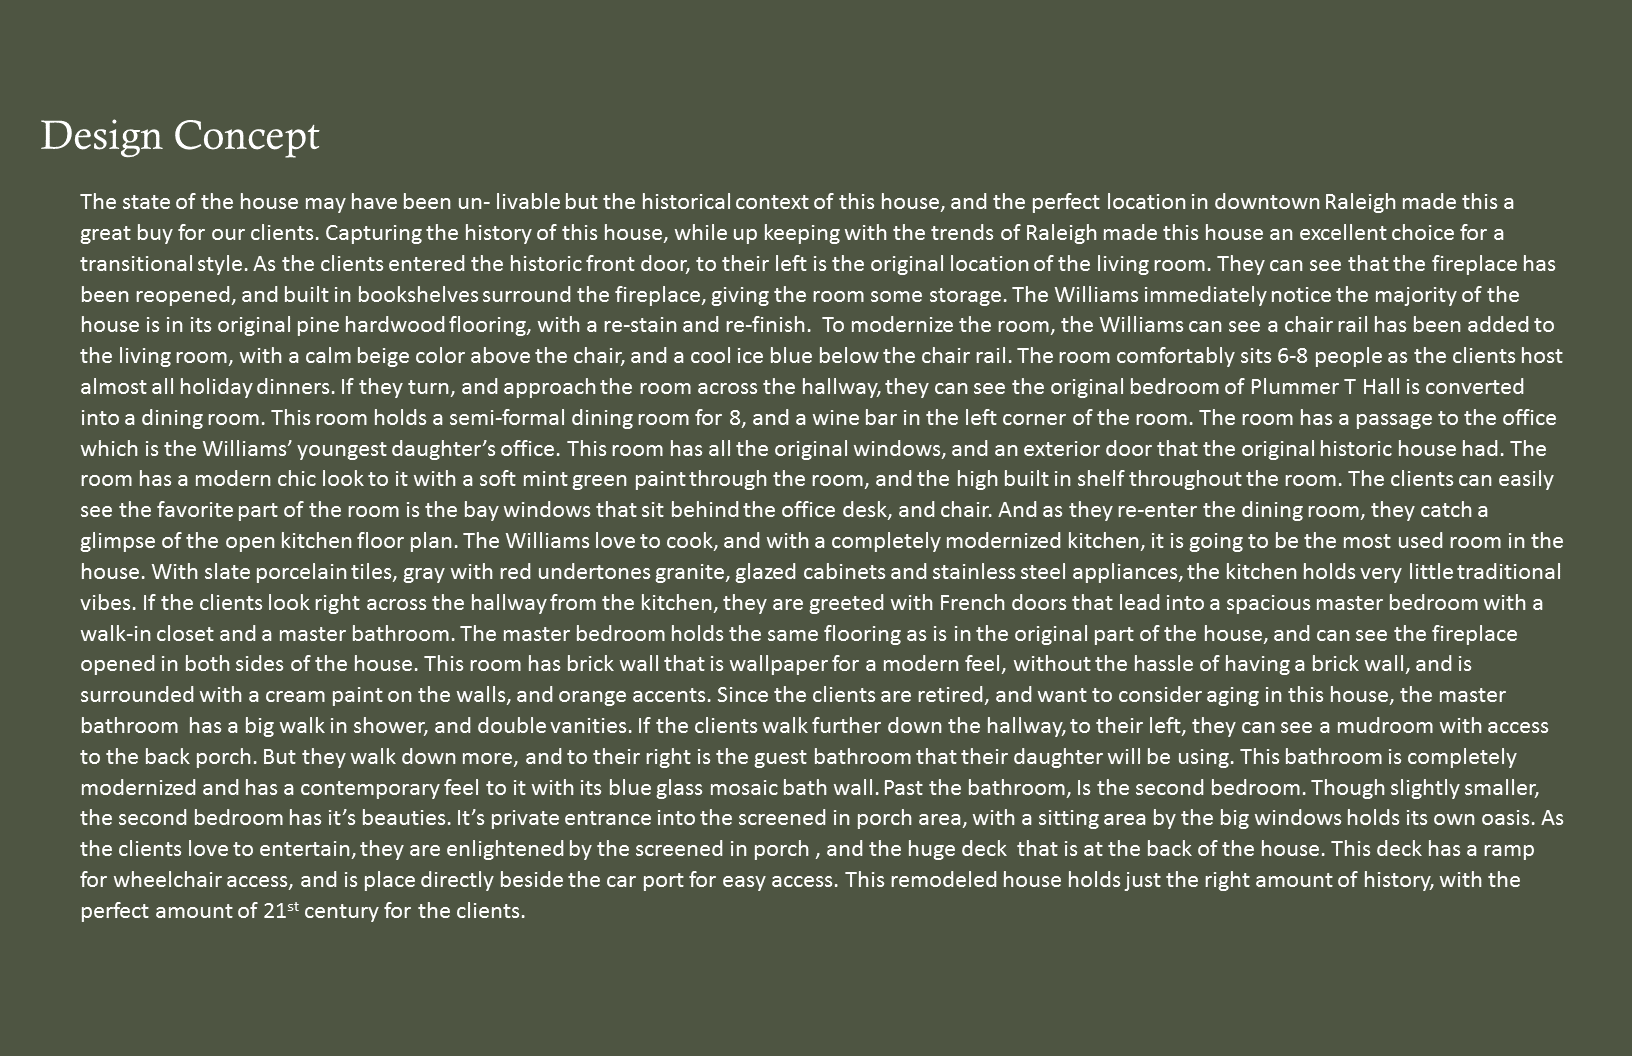 Design Concept
The state of the house may have been un- livable but the historical context of this house, and the perfect location in downtown Raleigh made this a
great buy for our clients. Capturing the history of this house, while up keeping with the trends of Raleigh made this house an excellent choice for a
transitional style. As the clients entered the historic front door, to their left is the original location of the living room. They can see that the fireplace has
been reopened, and built in bookshelves surround the fireplace, giving the room some storage. The Williams immediately notice the majority of the
house is in its original pine hardwood flooring, with a re-stain and re-finish.  To modernize the room, the Williams can see a chair rail has been added to
the living room, with a calm beige color above the chair, and a cool ice blue below the chair rail. The room comfortably sits 6-8 people as the clients host
almost all holiday dinners. If they turn, and approach the room across the hallway, they can see the original bedroom of Plummer T Hall is converted
into a dining room. This room holds a semi-formal dining room for 8, and a wine bar in the left corner of the room. The room has a passage to the office
which is the Williams’ youngest daughter’s office. This room has all the original windows, and an exterior door that the original historic house had. The
room has a modern chic look to it with a soft mint green paint through the room, and the high built in shelf throughout the room. The clients can easily
see the favorite part of the room is the bay windows that sit behind the office desk, and chair. And as they re-enter the dining room, they catch a
glimpse of the open kitchen floor plan. The Williams love to cook, and with a completely modernized kitchen, it is going to be the most used room in the
house. With slate porcelain tiles, gray with red undertones granite, glazed cabinets and stainless steel appliances, the kitchen holds very little traditional
vibes. If the clients look right across the hallway from the kitchen, they are greeted with French doors that lead into a spacious master bedroom with a
walk-in closet and a master bathroom. The master bedroom holds the same flooring as is in the original part of the house, and can see the fireplace
opened in both sides of the house. This room has brick wall that is wallpaper for a modern feel, without the hassle of having a brick wall, and is
surrounded with a cream paint on the walls, and orange accents. Since the clients are retired, and want to consider aging in this house, the master
bathroom  has a big walk in shower, and double vanities. If the clients walk further down the hallway, to their left, they can see a mudroom with access
to the back porch. But they walk down more, and to their right is the guest bathroom that their daughter will be using. This bathroom is completely
modernized and has a contemporary feel to it with its blue glass mosaic bath wall. Past the bathroom, Is the second bedroom. Though slightly smaller,
the second bedroom has it’s beauties. It’s private entrance into the screened in porch area, with a sitting area by the big windows holds its own oasis. As
the clients love to entertain, they are enlightened by the screened in porch , and the huge deck  that is at the back of the house. This deck has a ramp
for wheelchair access, and is place directly beside the car port for easy access. This remodeled house holds just the right amount of history, with the
perfect amount of 21st century for the clients.